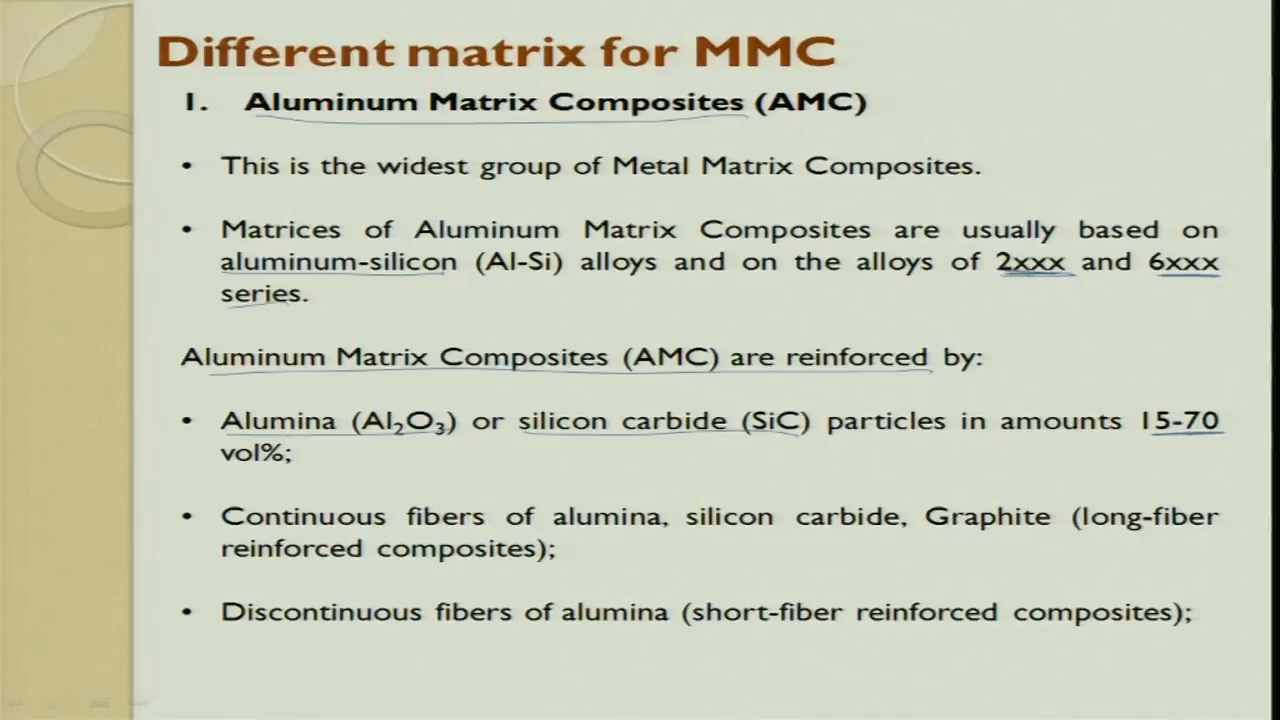 Different matrix for MMC
1. Aluminum Matrix Composites (AMC)
• This is the widest group of Metal Matrix Composites.
• Matrices of Aluminum Matrix Composites are usually based on
aluminum-silicon (Al-Si) alloys and on the alloys of 2xxx and 6xxx
series.
Aluminum Matrix Composites (AMC) are reinforced by:
• Alumina (Al₂O₃) or silicon carbide (SiC) particles in amounts 15-70
vol%;
• Continuous fibers of alumina, silicon carbide, Graphite (long-fiber
reinforced composites);
• Discontinuous fibers of alumina (short-fiber reinforced composites);